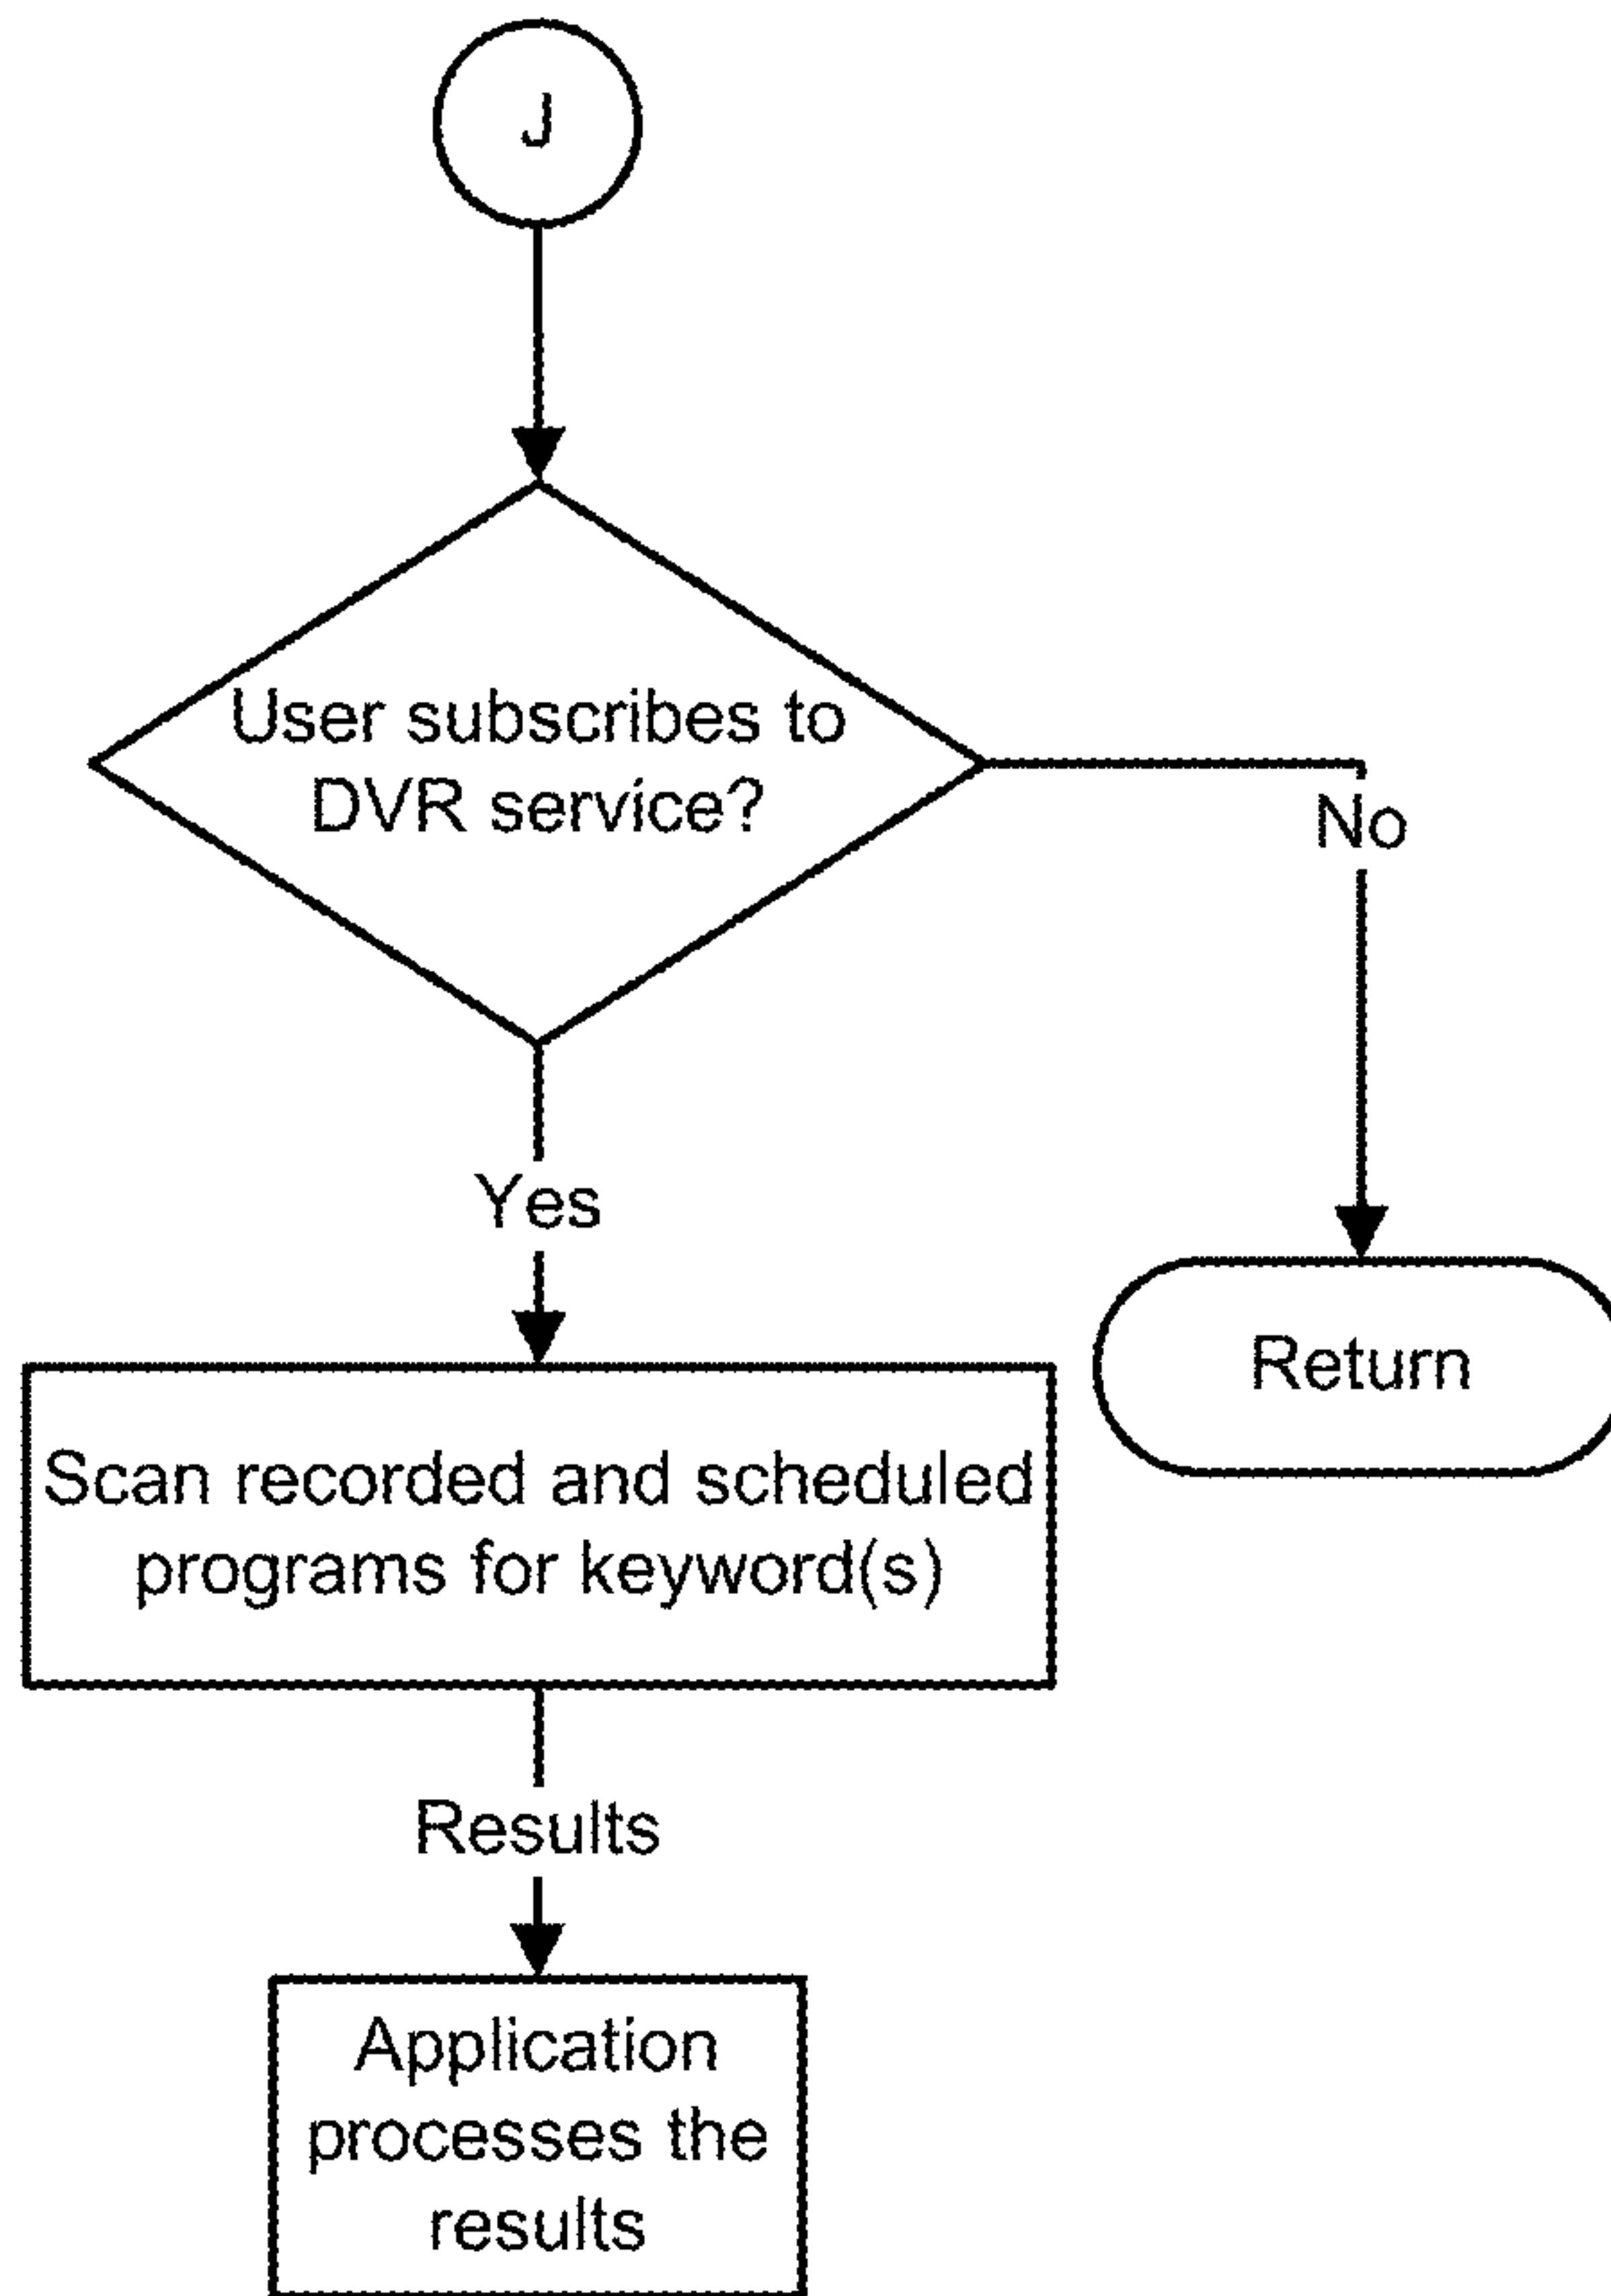 J
User subscribes to
DVR service?
No
Yes
Return
Scan recorded and scheduled
programs for keyword(s)
Results
Application
processes the
results